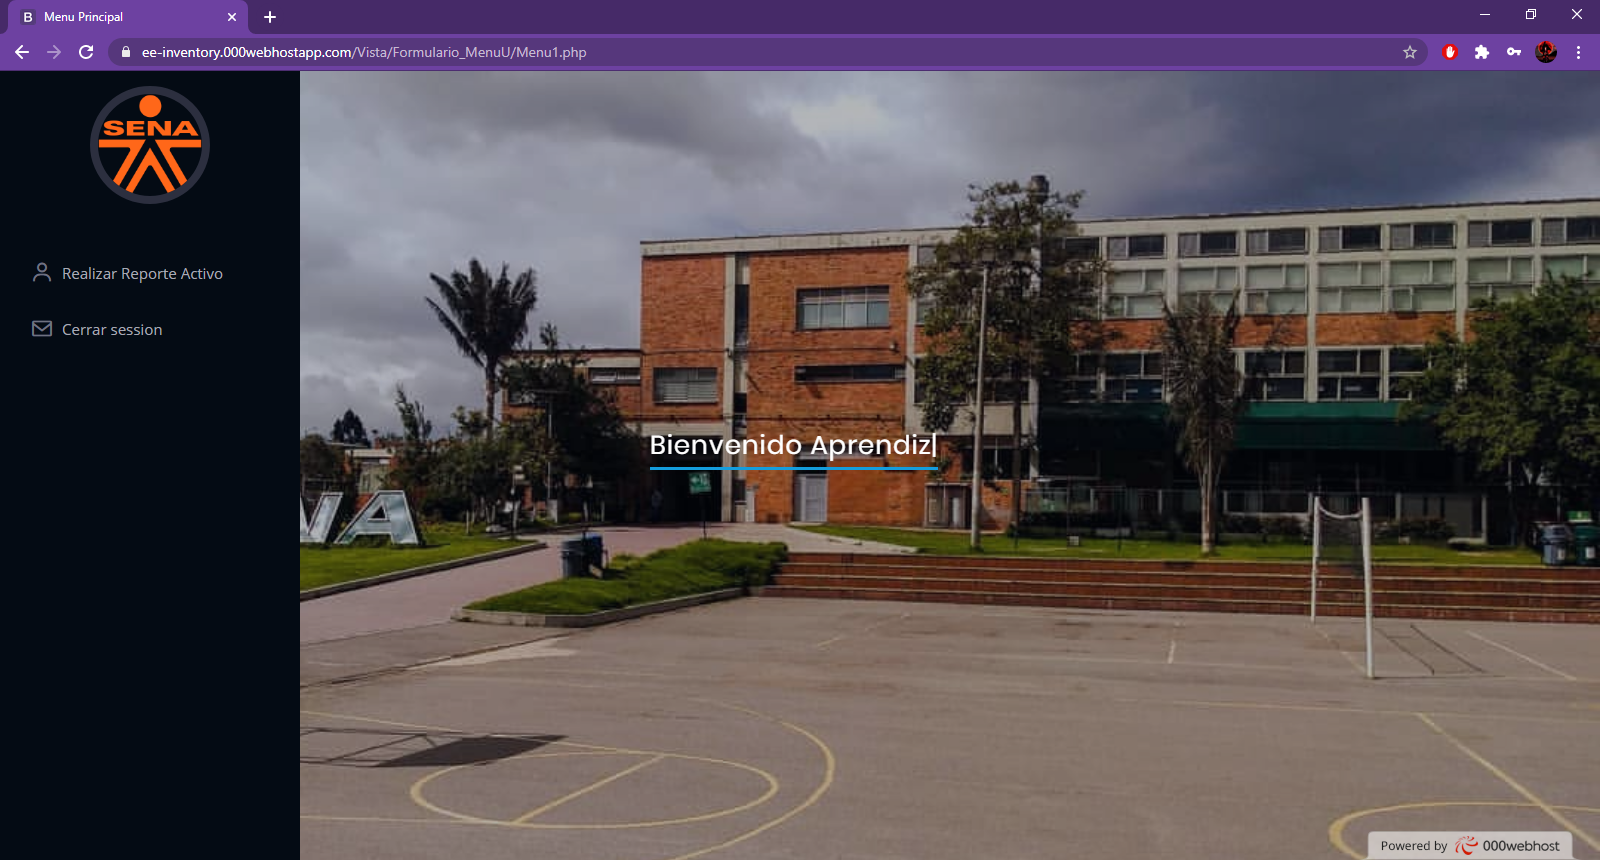 B Menu Principal
ee-inventory.000webhostapp.com/Vista/Formulario_MenuU/Menu1.php
SENA
Realizar Reporte Activo
Cerrar session
Bienvenido Aprendiz
VA
Powered by 000webhost